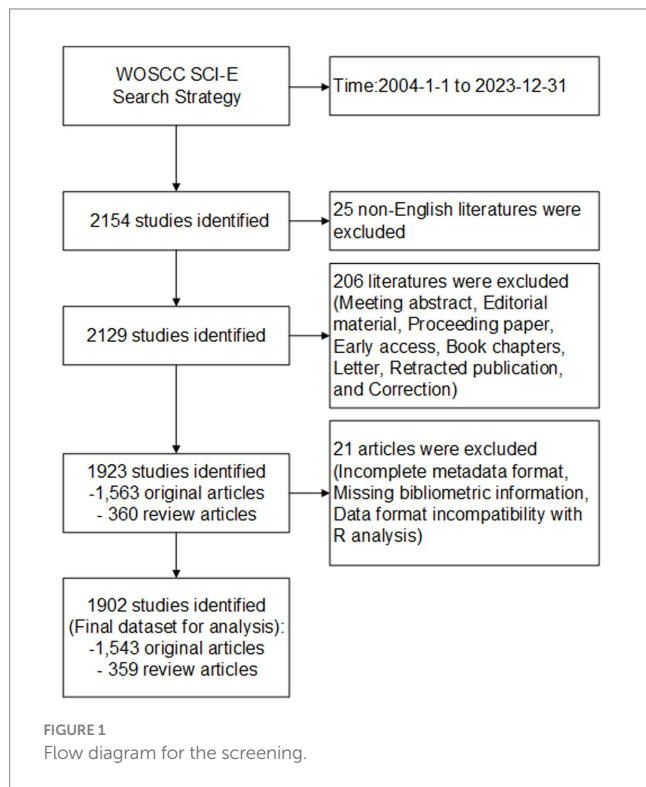 WOSCC SCI-E
Search Strategy
Time:2004-1-1 to 2023-12-31
2154 studies identified
25 non-English literatures were
excluded
2129 studies identified
206 literatures were excluded
(Meeting abstract, Editorial
material, Proceeding paper,
Early access, Book chapters,
Letter, Retracted publication,
and Correction)
1923 studies identified
-1,563 original articles
- 360 review articles
21 articles were excluded
(Incomplete metadata format,
Missing bibliometric information,
Data format incompatibility with
R analysis)
1902 studies identified
(Final dataset for analysis):
-1,543 original articles
- 359 review articles
FIGURE 1
Flow diagram for the screening.